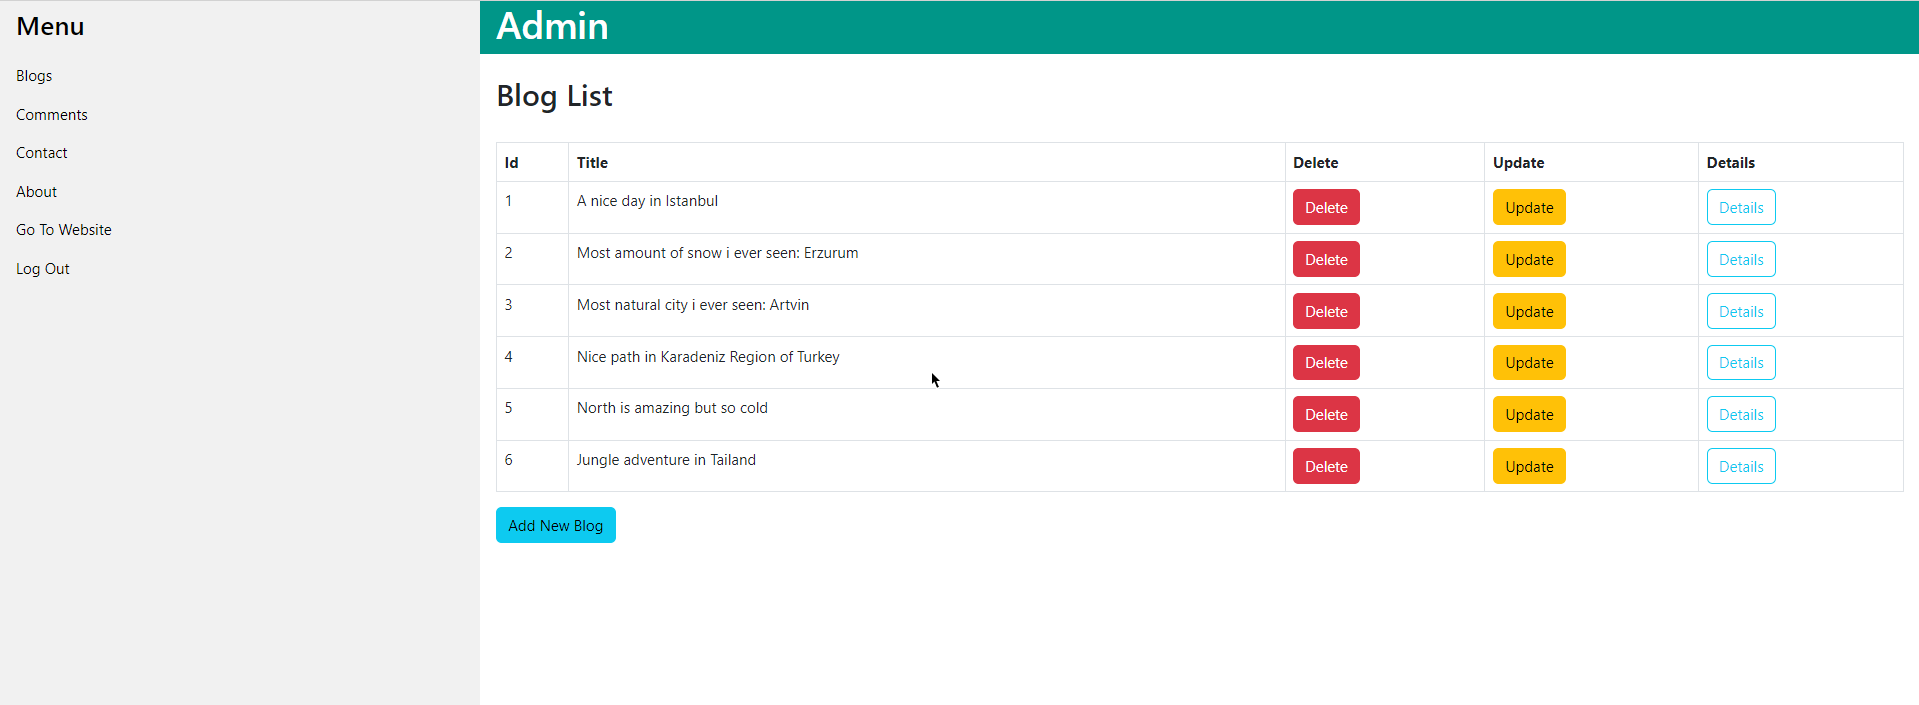 Menu
Blogs
Comments
Contact
About
Go To Website
Log Out
Admin
Blog List
Id Title Delete Update Details
1 A nice day in Istanbul Delete Update Details
2 Most amount of snow i ever seen: Erzurum Delete Update Details
3 Most natural city i ever seen: Artvin Delete Update Details
4 Nice path in Karadeniz Region of Turkey Delete Update Details
5 North is amazing but so cold Delete Update Details
6 Jungle adventure in Tailand Delete Update Details
Add New Blog